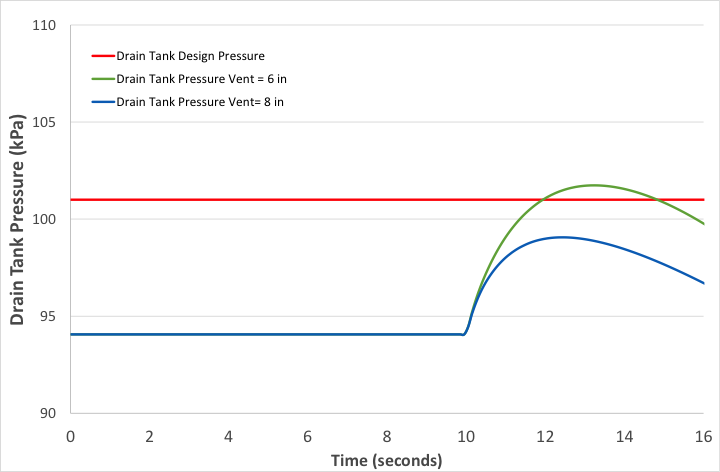 110
105
100
95
90
Drain Tank Pressure (kPa)
Drain Tank Design Pressure
Drain Tank Pressure Vent = 6 in
Drain Tank Pressure Vent= 8 in
0 2 4 6 8 10 12 14 16
Time (seconds)